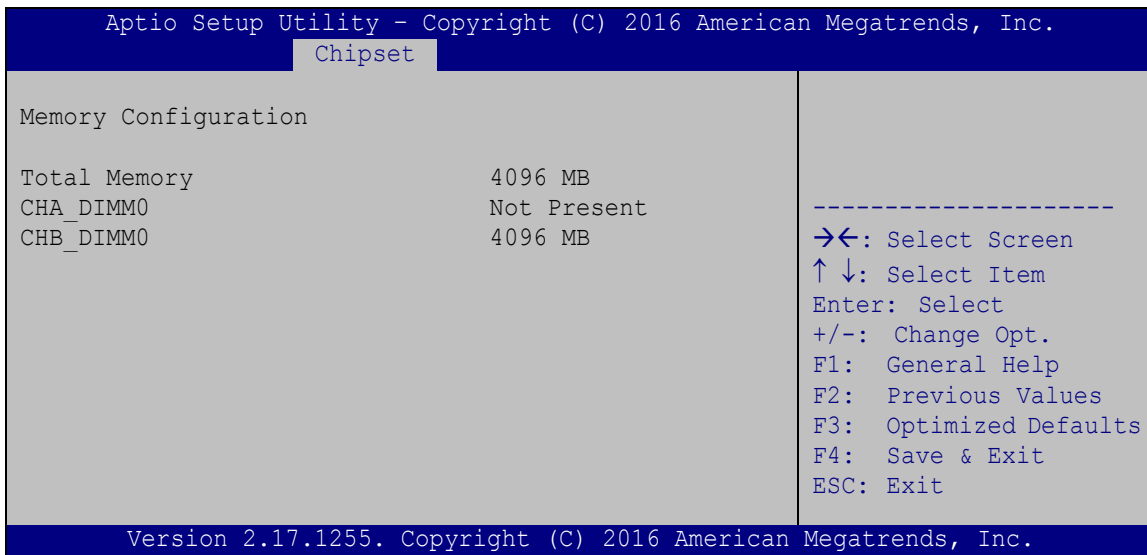 Aptio Setup Utility – Copyright (C) 2016 American Megatrends, Inc.
Chipset
Memory Configuration
Total Memory 4096 MB
CHA_DIMM0 Not Present
CHB_DIMM0 4096 MB
---------------------
→←: Select Screen
↑ ↓: Select Item
Enter: Select
+/-: Change Opt.
F1: General Help
F2: Previous Values
F3: Optimized Defaults
F4: Save & Exit
ESC: Exit
Version 2.17.1255. Copyright (C) 2016 American Megatrends, Inc.